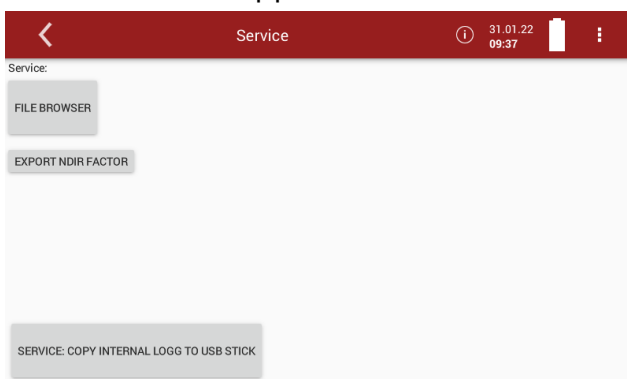 Service
31.01.22
09:37
Service:
FILE BROWSER
EXPORT NDIR FACTOR
SERVICE: COPY INTERNAL LOGG TO USB STICK